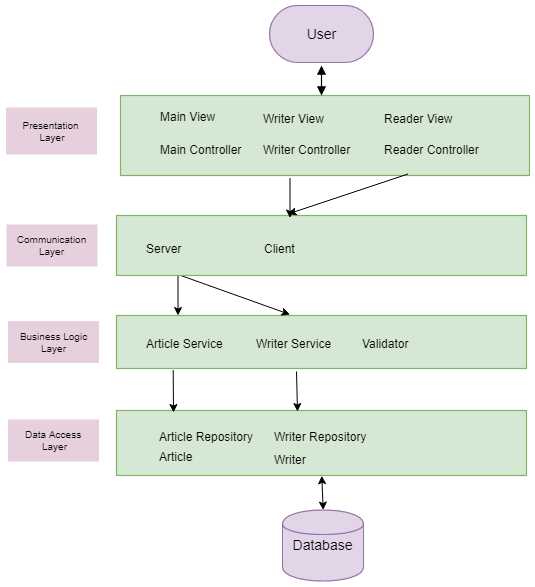 User
Presentation
Layer
Main View Writer View Reader View
Main Controller Writer Controller Reader Controller
Communication
Layer
Server Client
Business Logic
Layer
Article Service Writer Service Validator
Data Access
Layer
Article Repository Writer Repository
Article Writer
Database